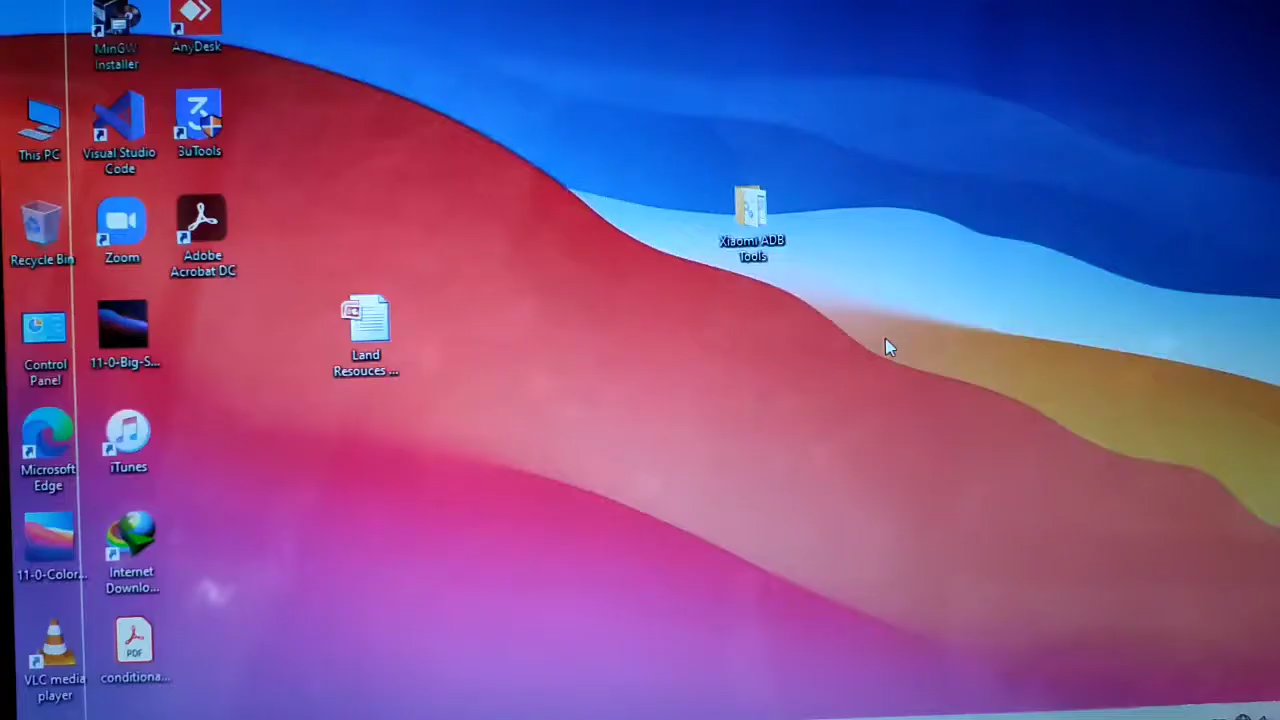 MinGW
Installer
AnyDesk
This PC
Visual Studio
Code
3uTools
Recycle Bin
Zoom
Adobe
Acrobat DC
Xiaomi ADB
Tools
Control
Panel
11-0-Big-S...
Land
Resouces ...
Microsoft
Edge
iTunes
11-0-Color...
Internet
Downlo...
VLC media
player
PDF
conditiona...